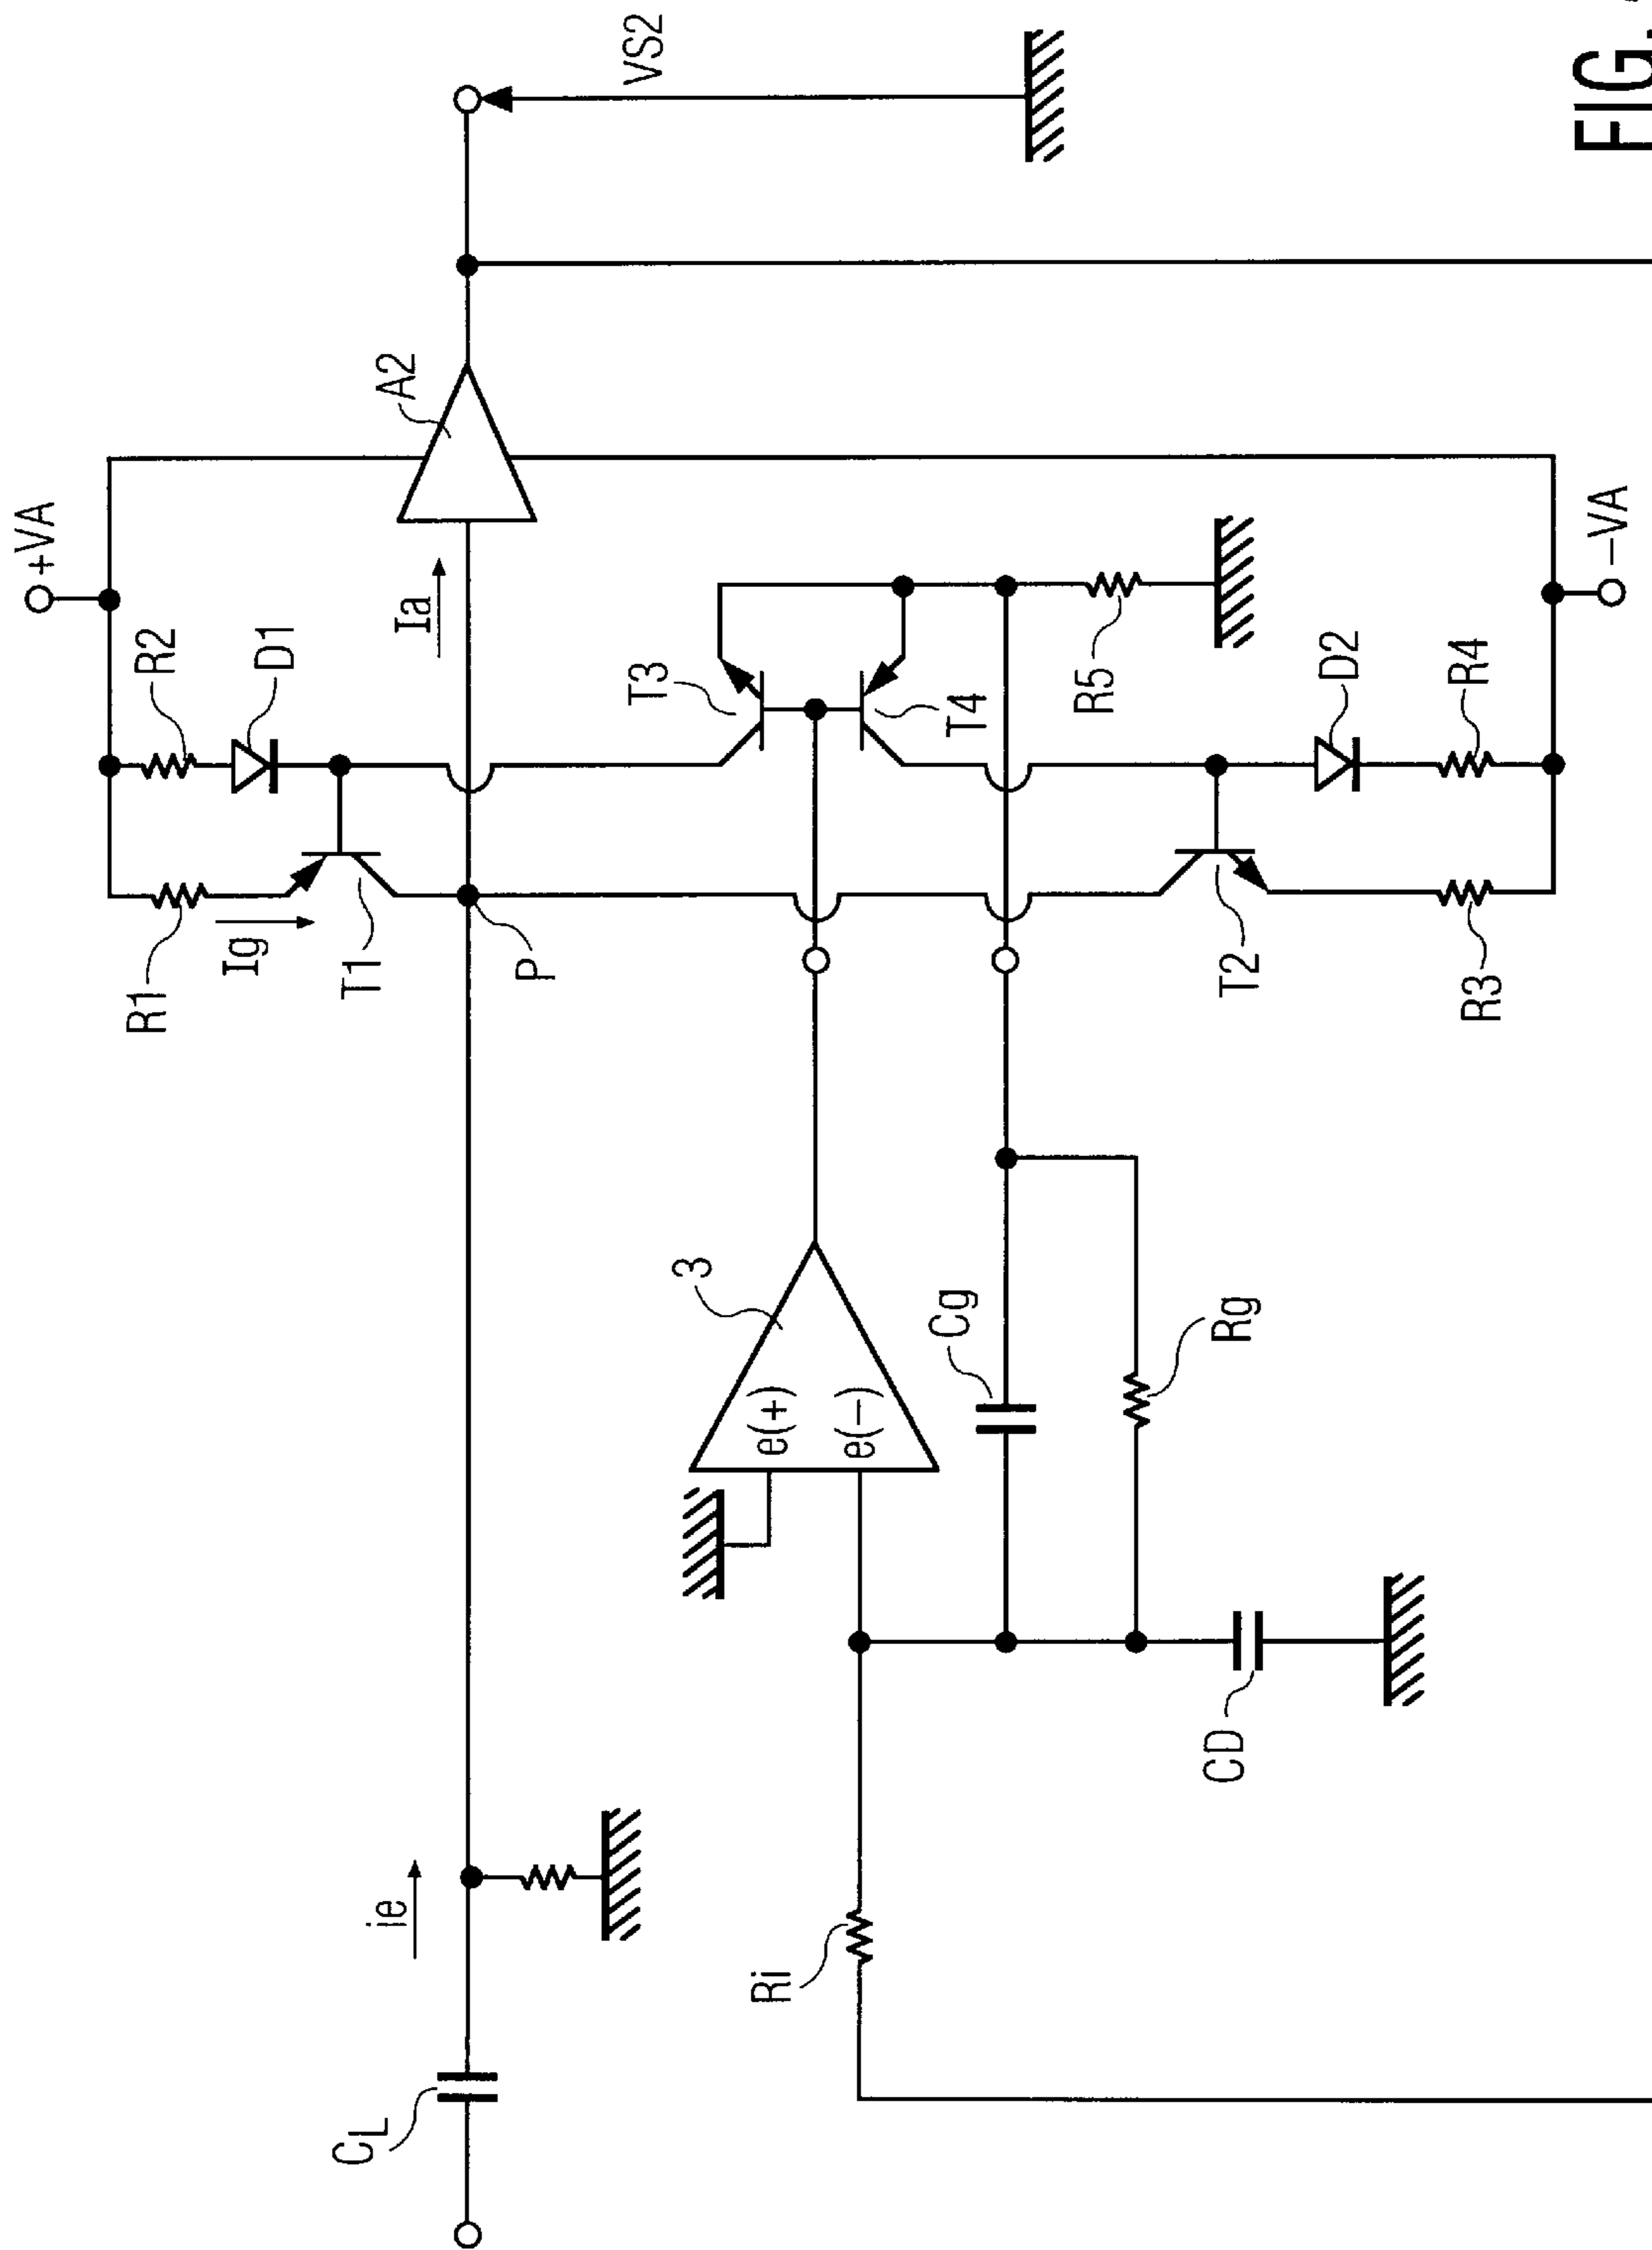 +VA
VS2
A2
R2
D1
Ia
R1
Ig
T1
P
T3
T4
R5
D2
R4
T2
R3
-VA
3
e(+)
e(-)
Cg
Rg
CD
Ri
ie
CL
FIG.